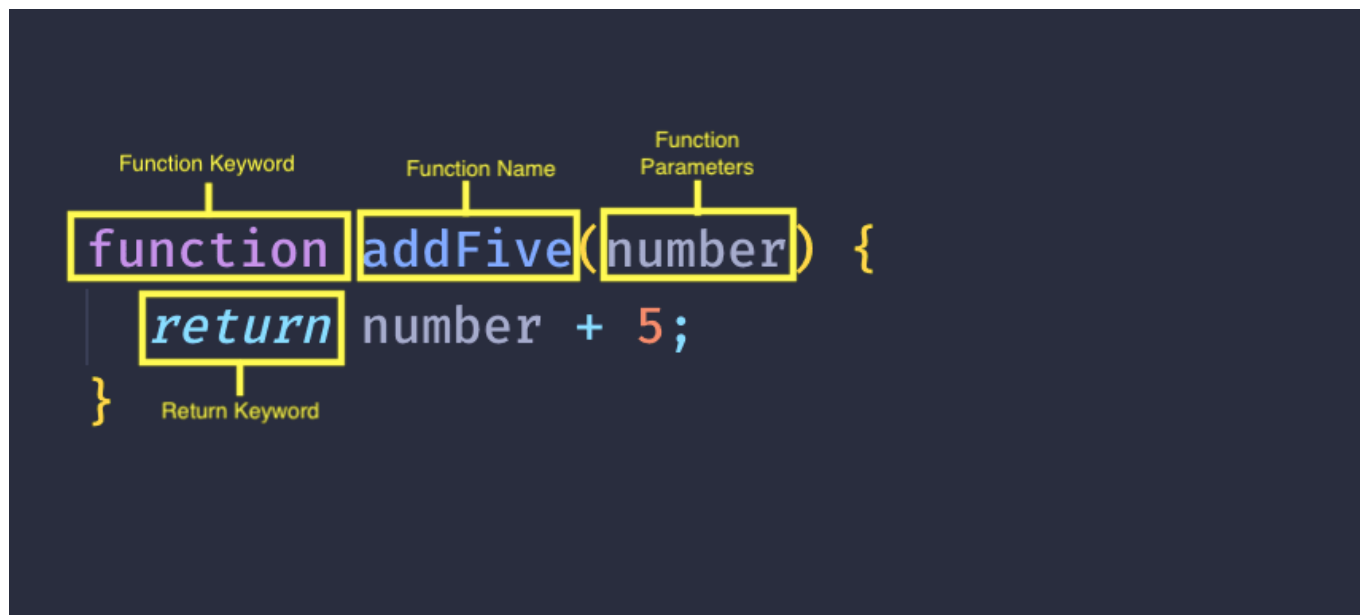 Function Keyword
Function Name
Function
Parameters
function addFive(number) {
return number + 5;
}
Return Keyword